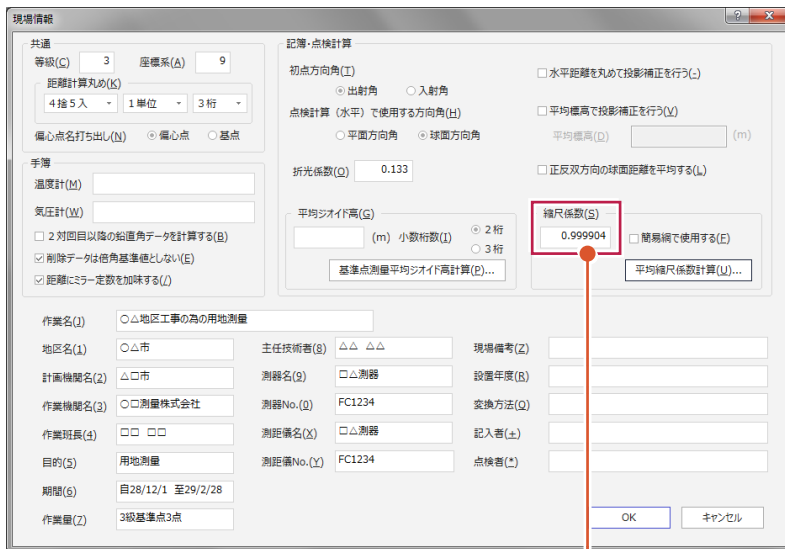 現場情報
共通
等級(C) 3 座標系(A) 9
距離計算丸め(K)
4捨5入 1単位 3桁
偏心点名打ち出し(N) 偏心点 基点
手簿
温度計(M)
気圧計(W)
2対回目以降の鉛直角データを計算する(B)
削除データは倍角基準値としない(E)
距離にミラー定数を加味する(/)
記簿・点検計算
初点方向角(T)
出射角 入射角
点検計算（水平）で使用する方向角(H)
平面方向角 球面方向角
折光係数(O) 0.133
水平距離を丸めて投影補正を行う(-)
平均標高で投影補正を行う(V)
平均標高(D) (m)
正反双方向の球面距離を平均する(L)
平均ジオイド高(G)
(m) 小数桁数(I) 2桁
3桁
基準点測量平均ジオイド高計算(P)...
縮尺係数(S)
0.999904 簡易網で使用する(F)
平均縮尺係数計算(U)...
作業名(J) ○△地区工事の為の用地測量
地区名(1) ○△市
計画機関名(2) △□市
作業機関名(3) ○□測量株式会社
作業班長(4) □□ □□
目的(5) 用地測量
期間(6) 自28/12/1 至29/2/28
作業量(7) 3級基準点3点
主任技術者(8) △△ △△
測器名(9) □△測器
測器No.(0) FC1234
測距儀名(X) □△測器
測距儀No.(Y) FC1234
現場備考(Z)
設置年度(R)
変換方法(Q)
記入者(+)
点検者(*)
OK キャンセル